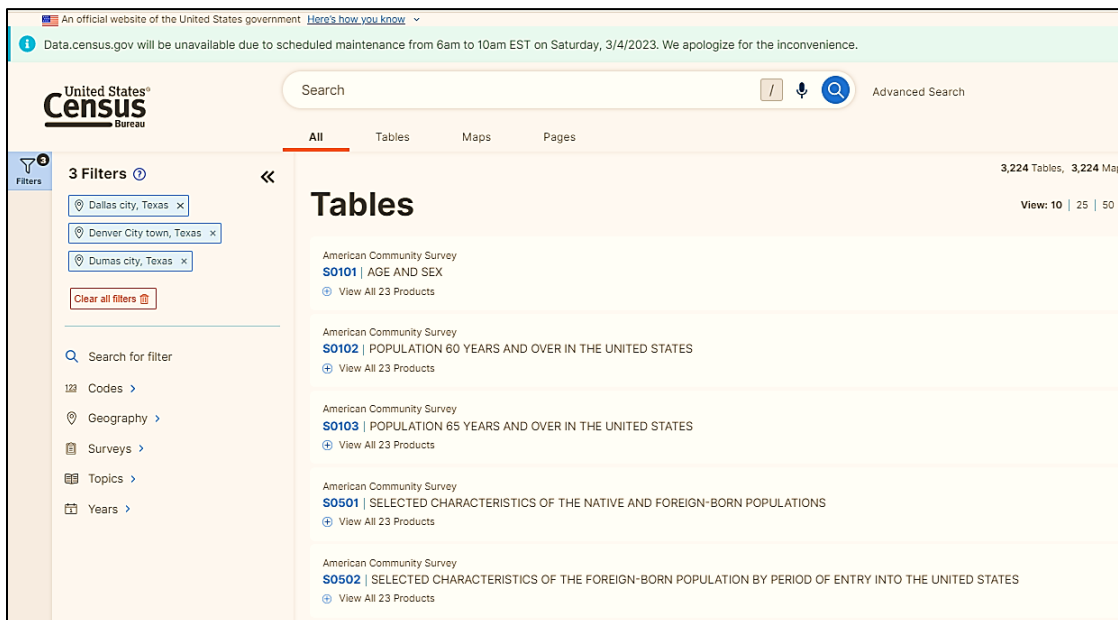 An official website of the United States government Here's how you know
Data.census.gov will be unavailable due to scheduled maintenance from 6am to 10am EST on Saturday, 3/4/2023. We apologize for the inconvenience.
United States®
Census
Bureau
Search /
Advanced Search
All Tables Maps Pages
3
Filters
3 Filters ?
Dallas city, Texas ×
Denver City town, Texas ×
Dumas city, Texas ×
Clear all filters
Search for filter
123 Codes
Geography
Surveys
Topics
Years
3,224 Tables, 3,224 Map
Tables
View: 10 | 25 | 50
American Community Survey
S0101 | AGE AND SEX
View All 23 Products
American Community Survey
S0102 | POPULATION 60 YEARS AND OVER IN THE UNITED STATES
View All 23 Products
American Community Survey
S0103 | POPULATION 65 YEARS AND OVER IN THE UNITED STATES
View All 23 Products
American Community Survey
S0501 | SELECTED CHARACTERISTICS OF THE NATIVE AND FOREIGN-BORN POPULATIONS
View All 23 Products
American Community Survey
S0502 | SELECTED CHARACTERISTICS OF THE FOREIGN-BORN POPULATION BY PERIOD OF ENTRY INTO THE UNITED STATES
View All 23 Products